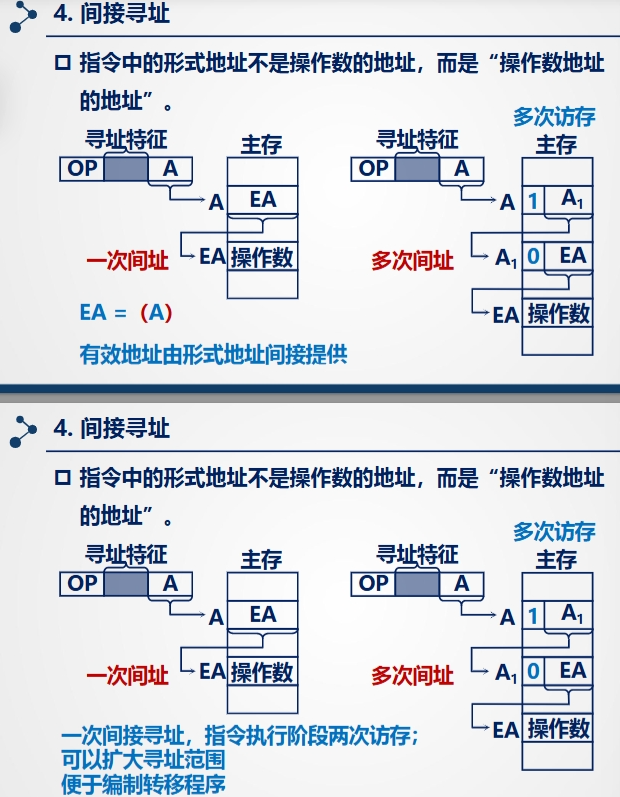 4. 间接寻址
指令中的形式地址不是操作数的地址，而是“操作数地址
的地址”。
多次访存
寻址特征
主存
寻址特征
主存
OP
A
OP
A
A
EA
A
1
A₁
一次间址
EA
操作数
多次间址
A₁
0
EA
EA
操作数
EA =（A）
有效地址由形式地址间接提供
4. 间接寻址
指令中的形式地址不是操作数的地址，而是“操作数地址
的地址”。
多次访存
寻址特征
主存
寻址特征
主存
OP
A
OP
A
A
EA
A
1
A₁
一次间址
EA
操作数
多次间址
A₁
0
EA
EA
操作数
一次间接寻址，指令执行阶段两次访存；
可以扩大寻址范围
便于编制转移程序